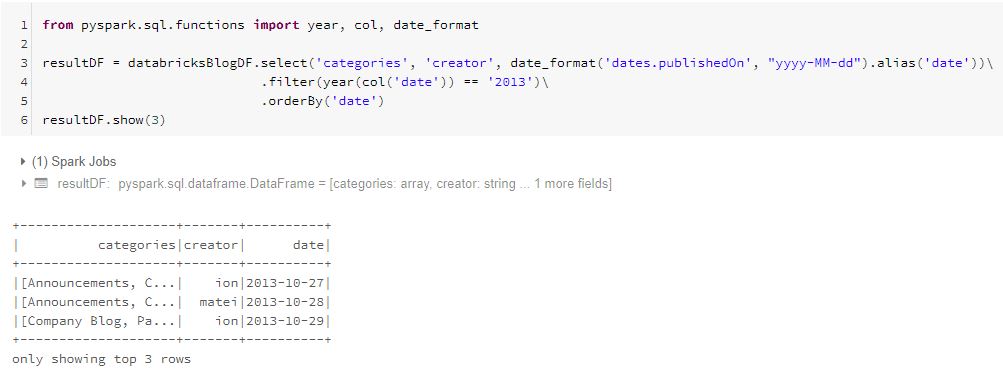 1 from pyspark.sql.functions import year, col, date_format
2
3 resultDF = databricksBlogDF.select('categories', 'creator', date_format('dates.publishedOn', "yyyy-MM-dd").alias('date'))\
4                             .filter(year(col('date')) == '2013')\
5                             .orderBy('date')
6 resultDF.show(3)
(1) Spark Jobs
resultDF: pyspark.sql.dataframe.DataFrame = [categories: array, creator: string ... 1 more fields]
+--------------------+-------+----------+
|          categories|creator|      date|
+--------------------+-------+----------+
|[Announcements, C...|    ion|2013-10-27|
|[Announcements, C...|  matei|2013-10-28|
|[Company Blog, Pa...|    ion|2013-10-29|
+--------------------+-------+----------+
only showing top 3 rows